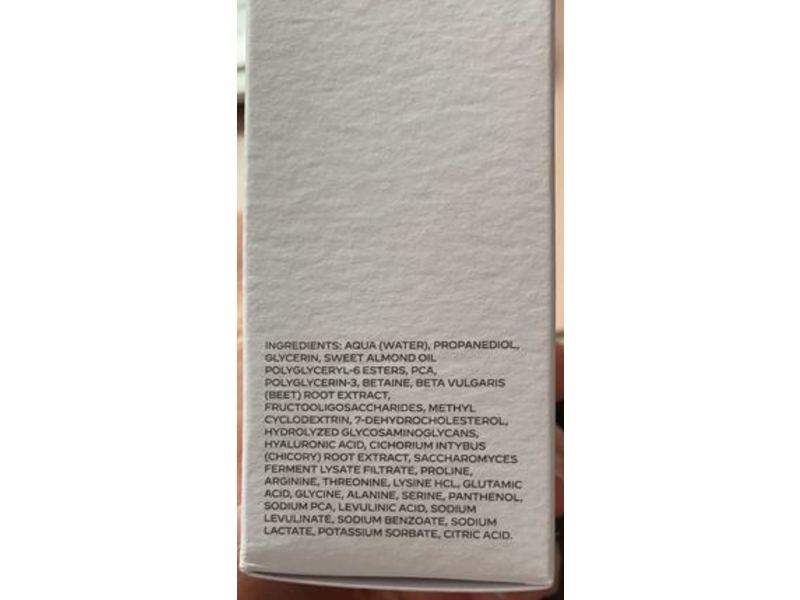 INGREDIENTS: AQUA (WATER), PROPANEDIOL,
GLYCERIN, SWEET ALMOND OIL
POLYGLYCERYL-6 ESTERS, PCA,
POLYGLYCERIN-3, BETAINE, BETA VULGARIS
(BEET) ROOT EXTRACT,
FRUCTOOLIGOSACCHARIDES, METHYL
CYCLODEXTRIN, 7-DEHYDROCHOLESTEROL,
HYDROLYZED GLYCOSAMINOGLYCANS,
HYALURONIC ACID, CICHORIUM INTYBUS
(CHICORY) ROOT EXTRACT, SACCHAROMYCES
FERMENT LYSATE FILTRATE, PROLINE,
ARGININE, THREONINE, LYSINE HCL, GLUTAMIC
ACID, GLYCINE, ALANINE, SERINE, PANTHENOL,
SODIUM PCA, LEVULINIC ACID, SODIUM
LEVULINATE, SODIUM BENZOATE, SODIUM
LACTATE, POTASSIUM SORBATE, CITRIC ACID.